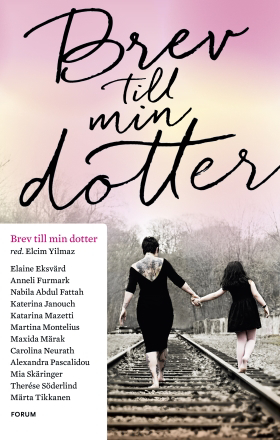 Brev
till
min
dotter
Brev till min dotter
red. Elcim Yilmaz
Elaine Eksvärd
Anneli Furmark
Nabila Abdul Fattah
Katerina Janouch
Katarina Mazetti
Martina Montelius
Maxida Märak
Carolina Neurath
Alexandra Pascalidou
Mia Skäringer
Therése Söderlind
Märta Tikkanen
FORUM